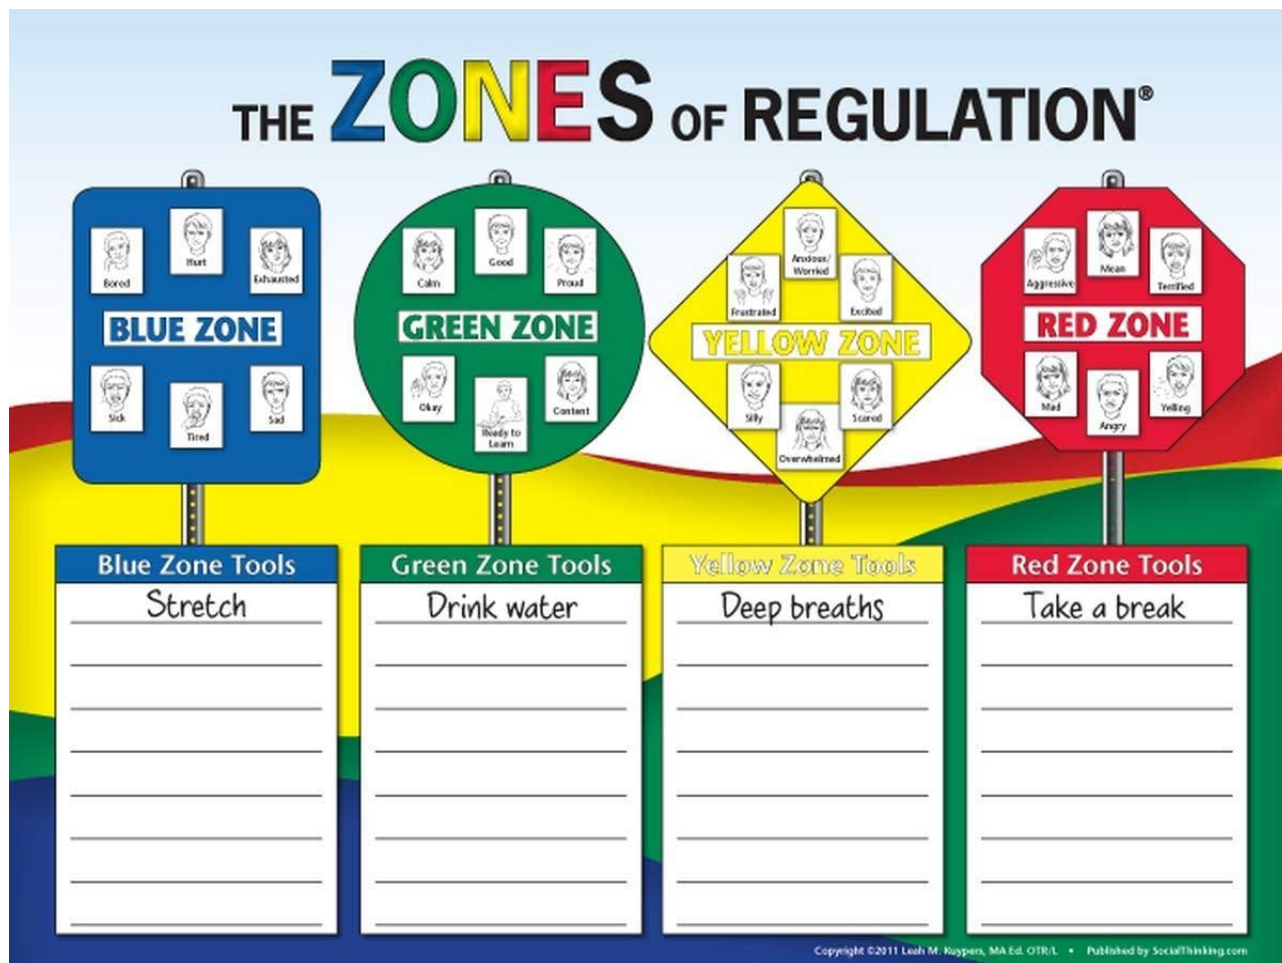 THE ZONES OF REGULATION®
Hurt
Bored
Exhausted
BLUE ZONE
Sick
Tired
Sad
Good
Calm
Proud
GREEN ZONE
Okay
Ready to
Learn
Content
Anxious/
Worried
Frustrated
Excited
YELLOW ZONE
Silly
Scared
Overwhelmed
Mean
Aggressive
Terrified
RED ZONE
Mad
Angry
Yelling
Blue Zone Tools
Stretch
Green Zone Tools
Drink water
Yellow Zone Tools
Deep breaths
Red Zone Tools
Take a break
Copyright ©2011 Leah M. Kuypers, MA Ed. OTR/L • Published by SocialThinking.com